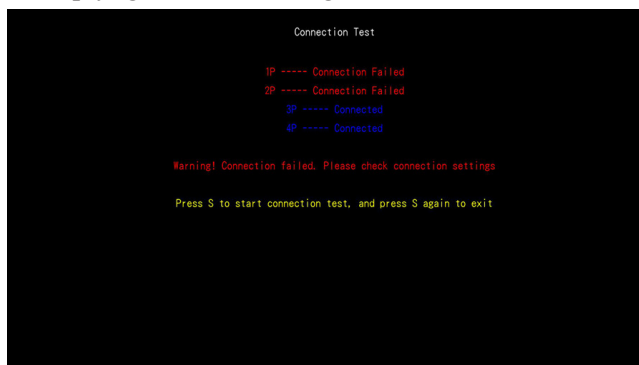 Connection Test
1P ----- Connection Failed
2P ----- Connection Failed
3P ----- Connected
4P ----- Connected
Warning! Connection failed. Please check connection settings
Press S to start connection test, and press S again to exit